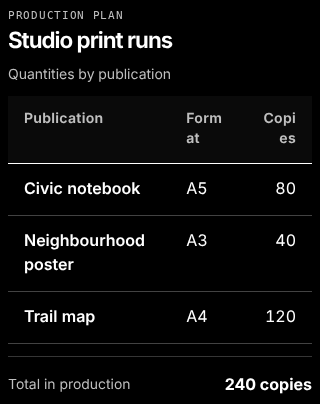 PRODUCTION PLAN
Studio print runs
Quantities by publication
Publication Form Copi
at es
Civic notebook A5 80
Neighbourhood A3 40
poster
Trail map A4 120
Total in production 240 copies